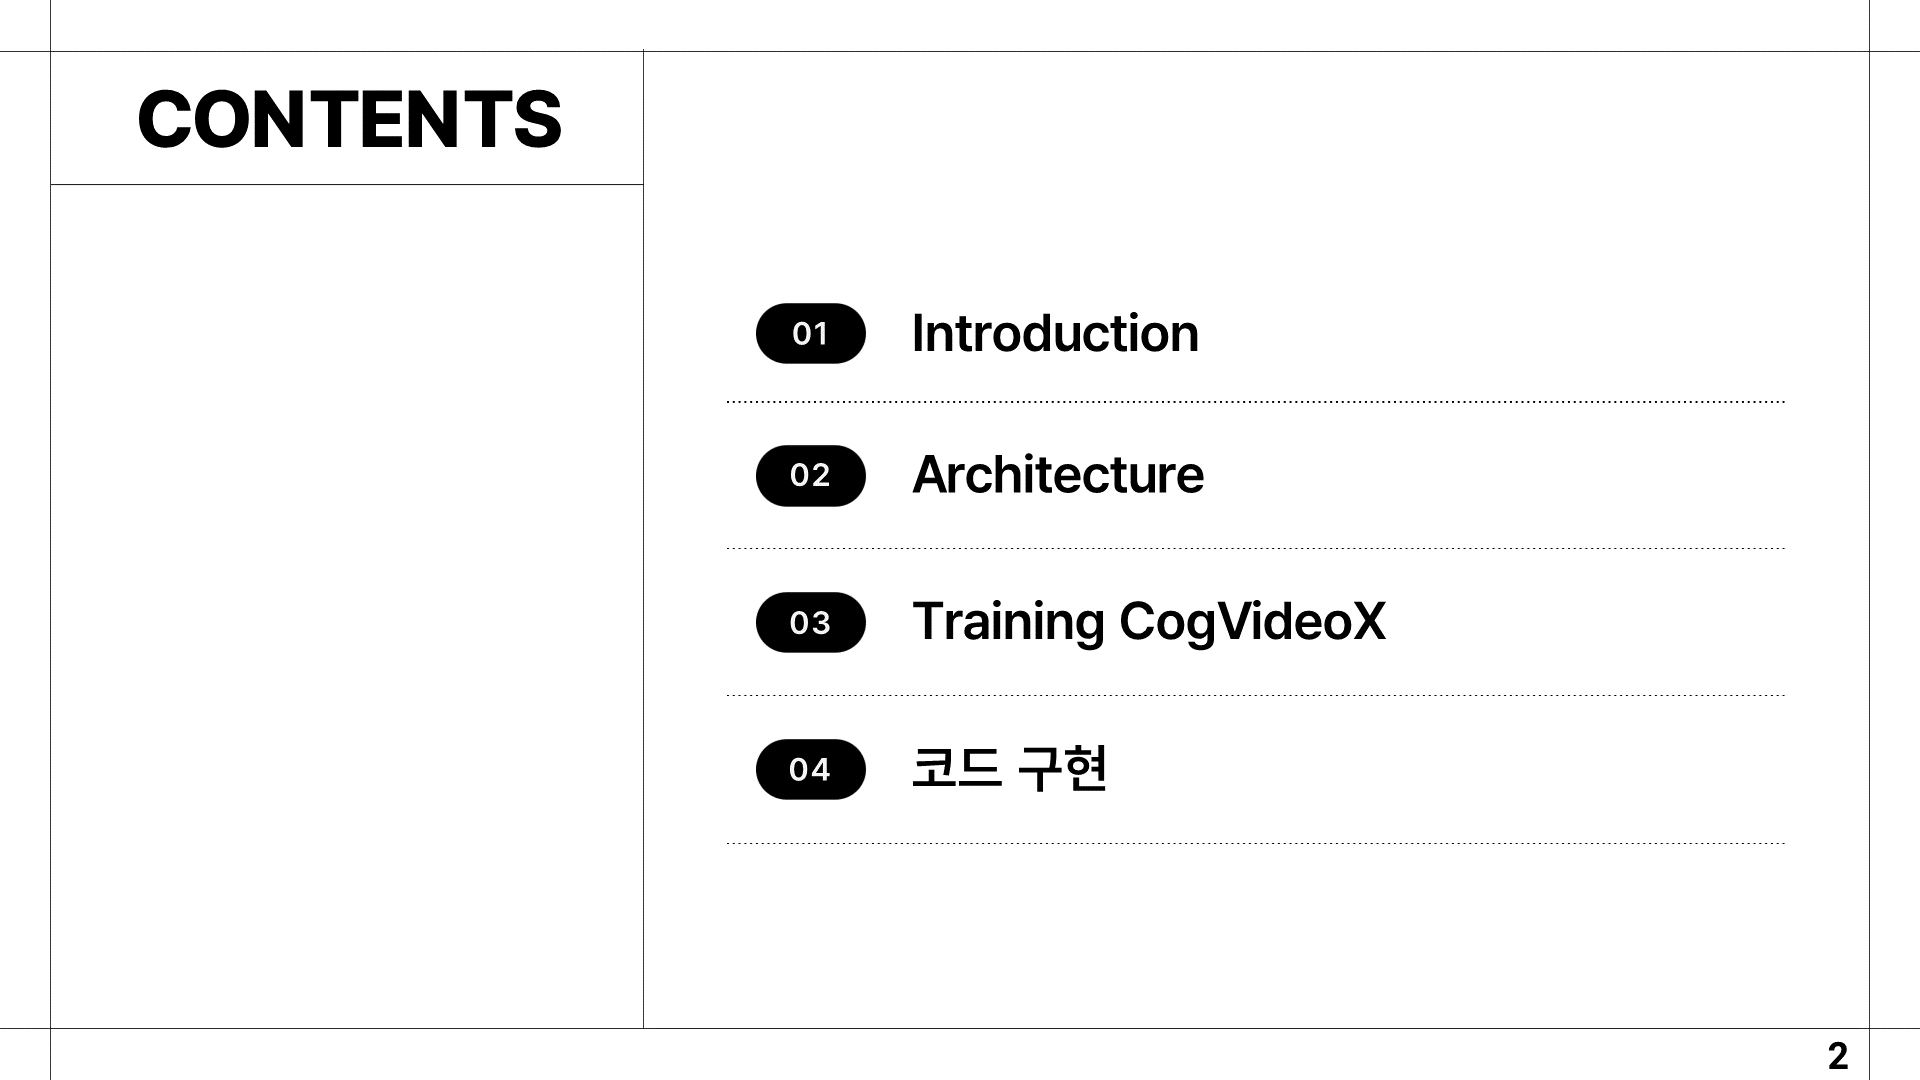 CONTENTS
01 Introduction
02 Architecture
03 Training CogVideoX
04 코드 구현
2